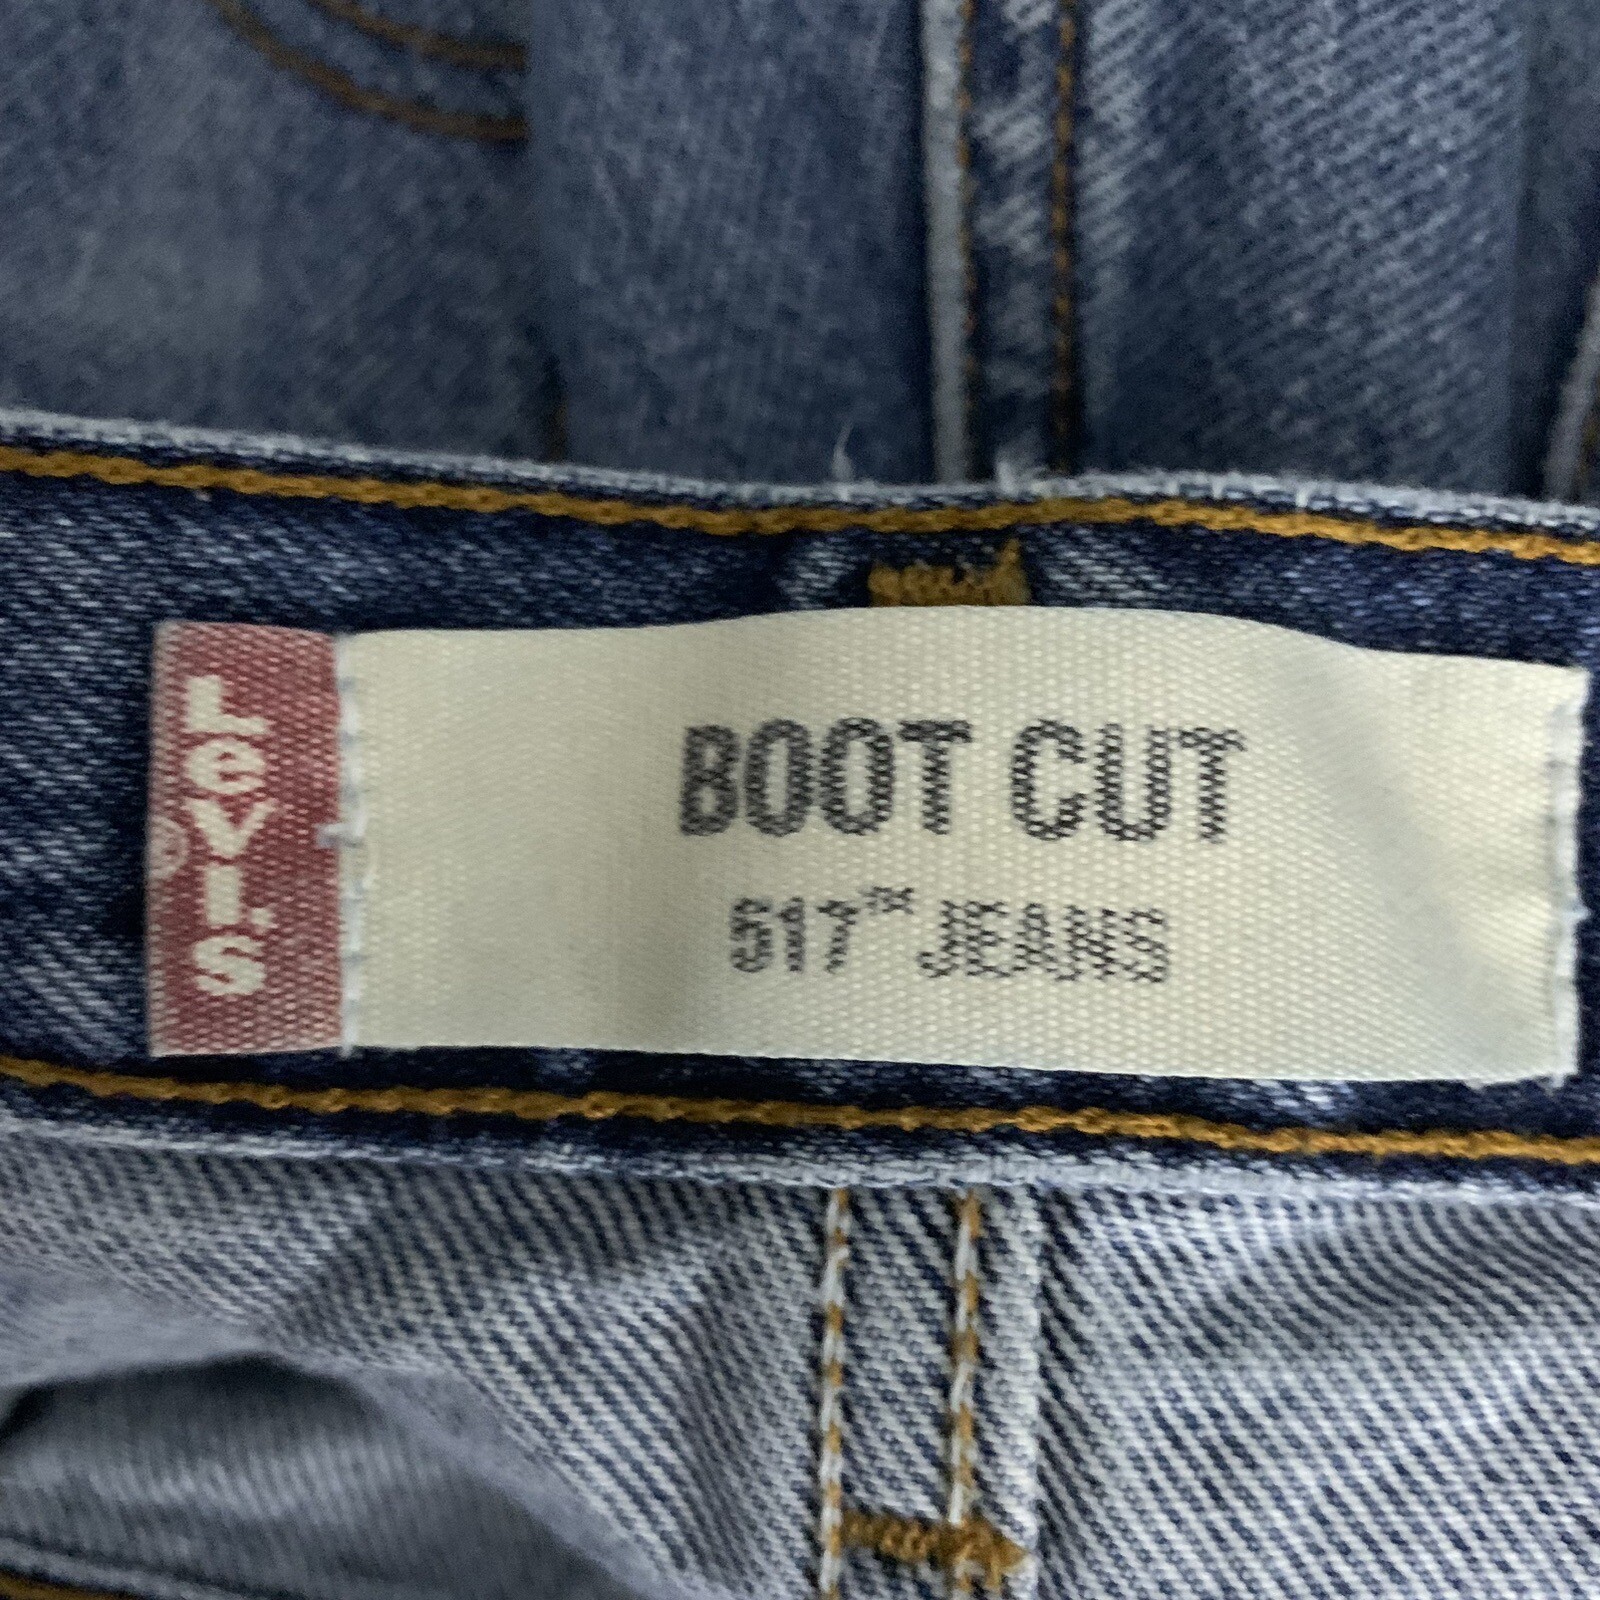 Levi's
®
BOOT CUT
517™ JEANS